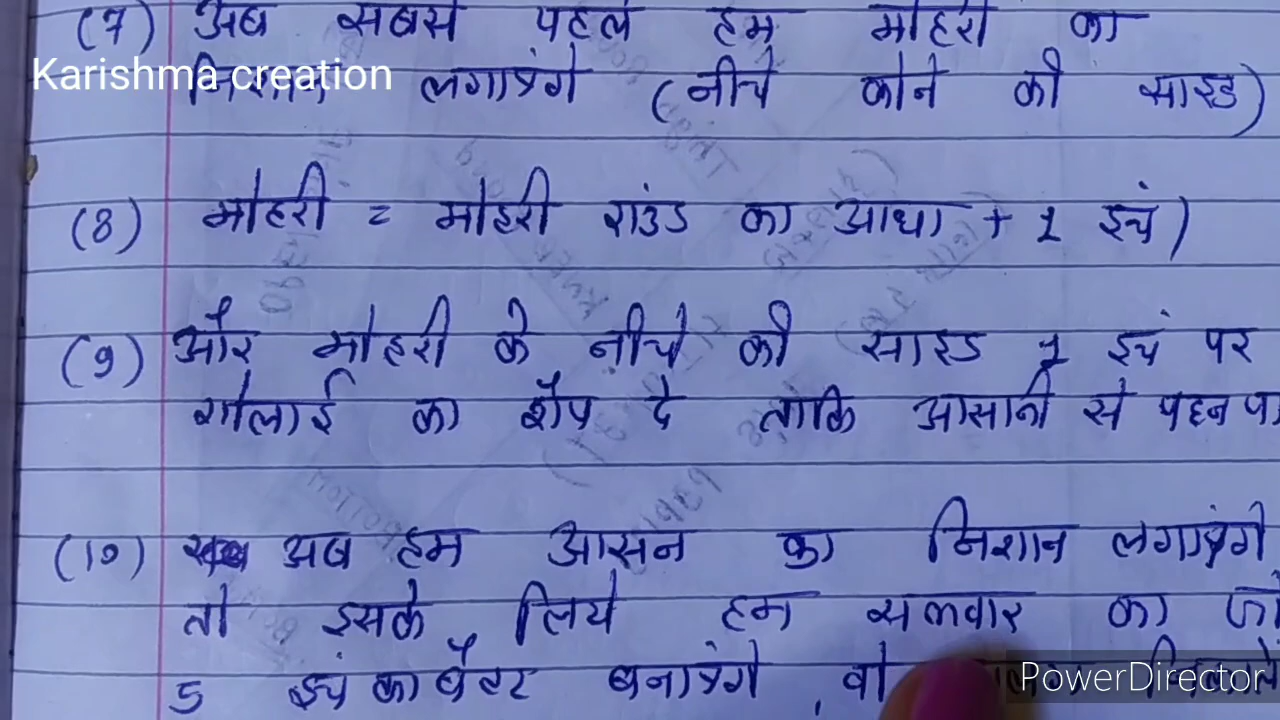 (7) अब सबसे पहले हम मोहरी का
Karishma creation
निशान लगाएंगे (नीचे कोने की साइड)
(8) मोहरी = मोहरी राउंड का आधा + 1 इंच)
(9) और मोहरी के नीचे की साइड 1 इंच पर
गोलाई का शैप दे ताकि आसानी से पहन
(10) अब हम आसन का निशान लगाएंगे
तो इसके लिये हम सलवार का जो
5 इंच का बैल्ट बनाएंगे, वो
PowerDirector